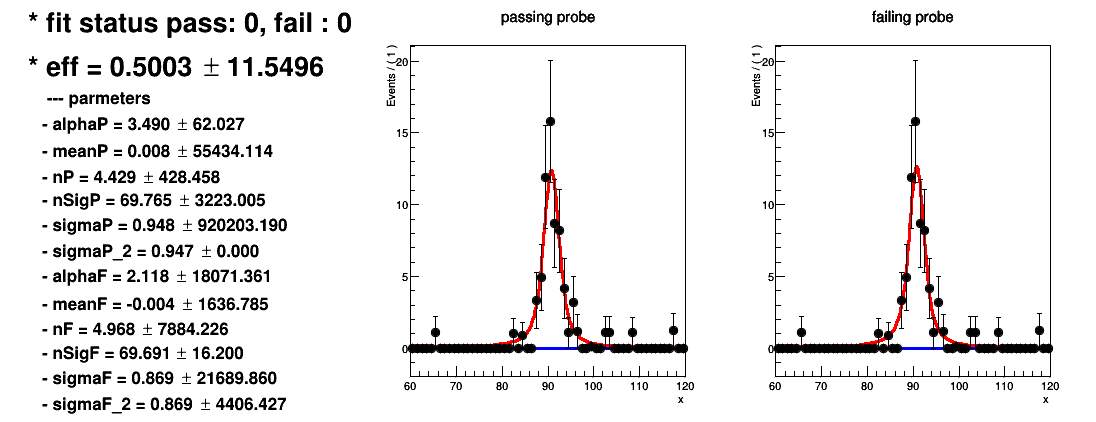 * fit status pass: 0, fail : 0
* eff = 0.5003 ± 11.5496
--- parmeters
- alphaP = 3.490 ± 62.027
- meanP = 0.008 ± 55434.114
- nP = 4.429 ± 428.458
- nSigP = 69.765 ± 3223.005
- sigmaP = 0.948 ± 920203.190
- sigmaP_2 = 0.947 ± 0.000
- alphaF = 2.118 ± 18071.361
- meanF = -0.004 ± 1636.785
- nF = 4.968 ± 7884.226
- nSigF = 69.691 ± 16.200
- sigmaF = 0.869 ± 21689.860
- sigmaF_2 = 0.869 ± 4406.427
passing probe
Events / ( 1 )
20
15
10
5
0
60 70 80 90 100 110 120
x
failing probe
Events / ( 1 )
20
15
10
5
0
60 70 80 90 100 110 120
x